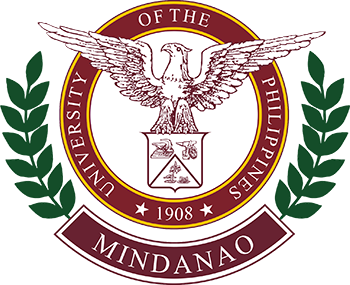 UNIVERSITY OF THE PHILIPPINES
★ 1908 ★
MINDANAO